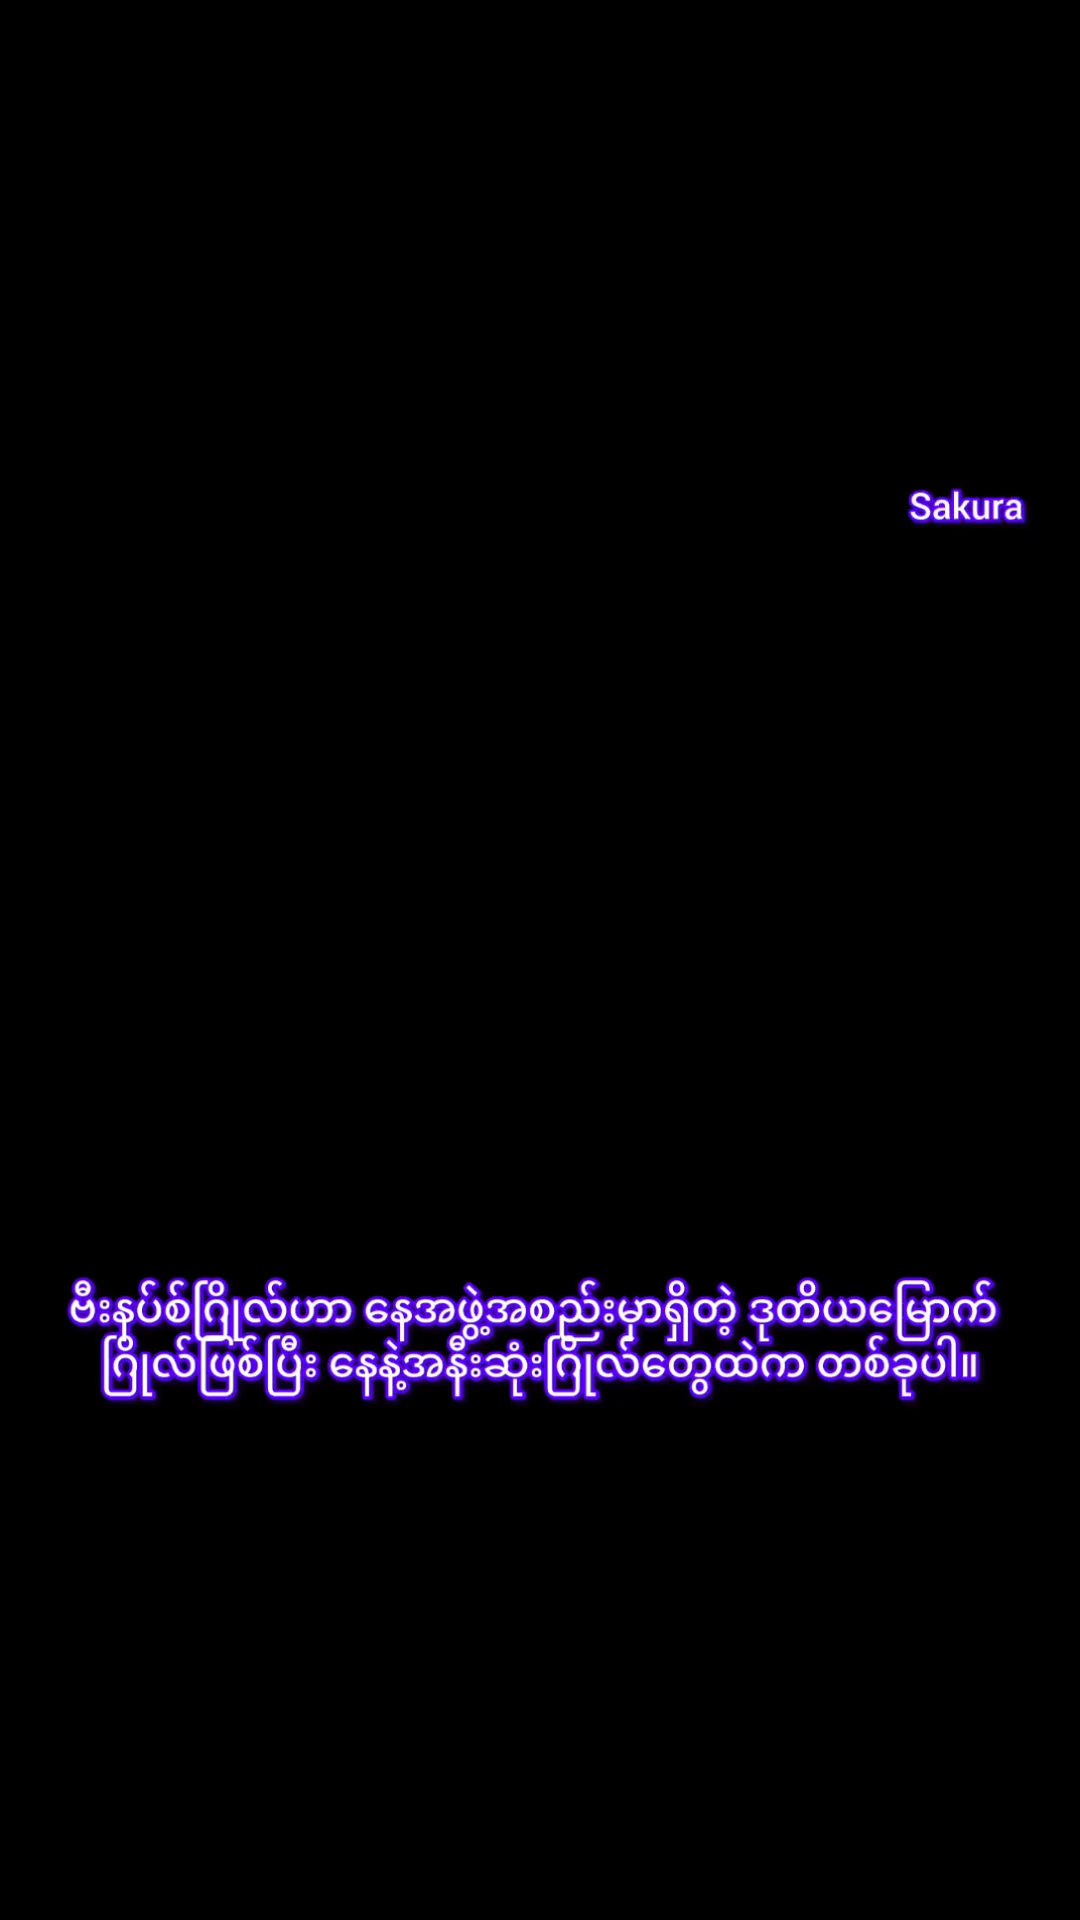 Sakura
ဗီးနပ်စ်ဂြိုလ်ဟာ နေအဖွဲ့အစည်းမှာရှိတဲ့ ဒုတိယမြောက်
ဂြိုလ်ဖြစ်ပြီး နေနဲ့အနီးဆုံးဂြိုလ်တွေထဲက တစ်ခုပါ။